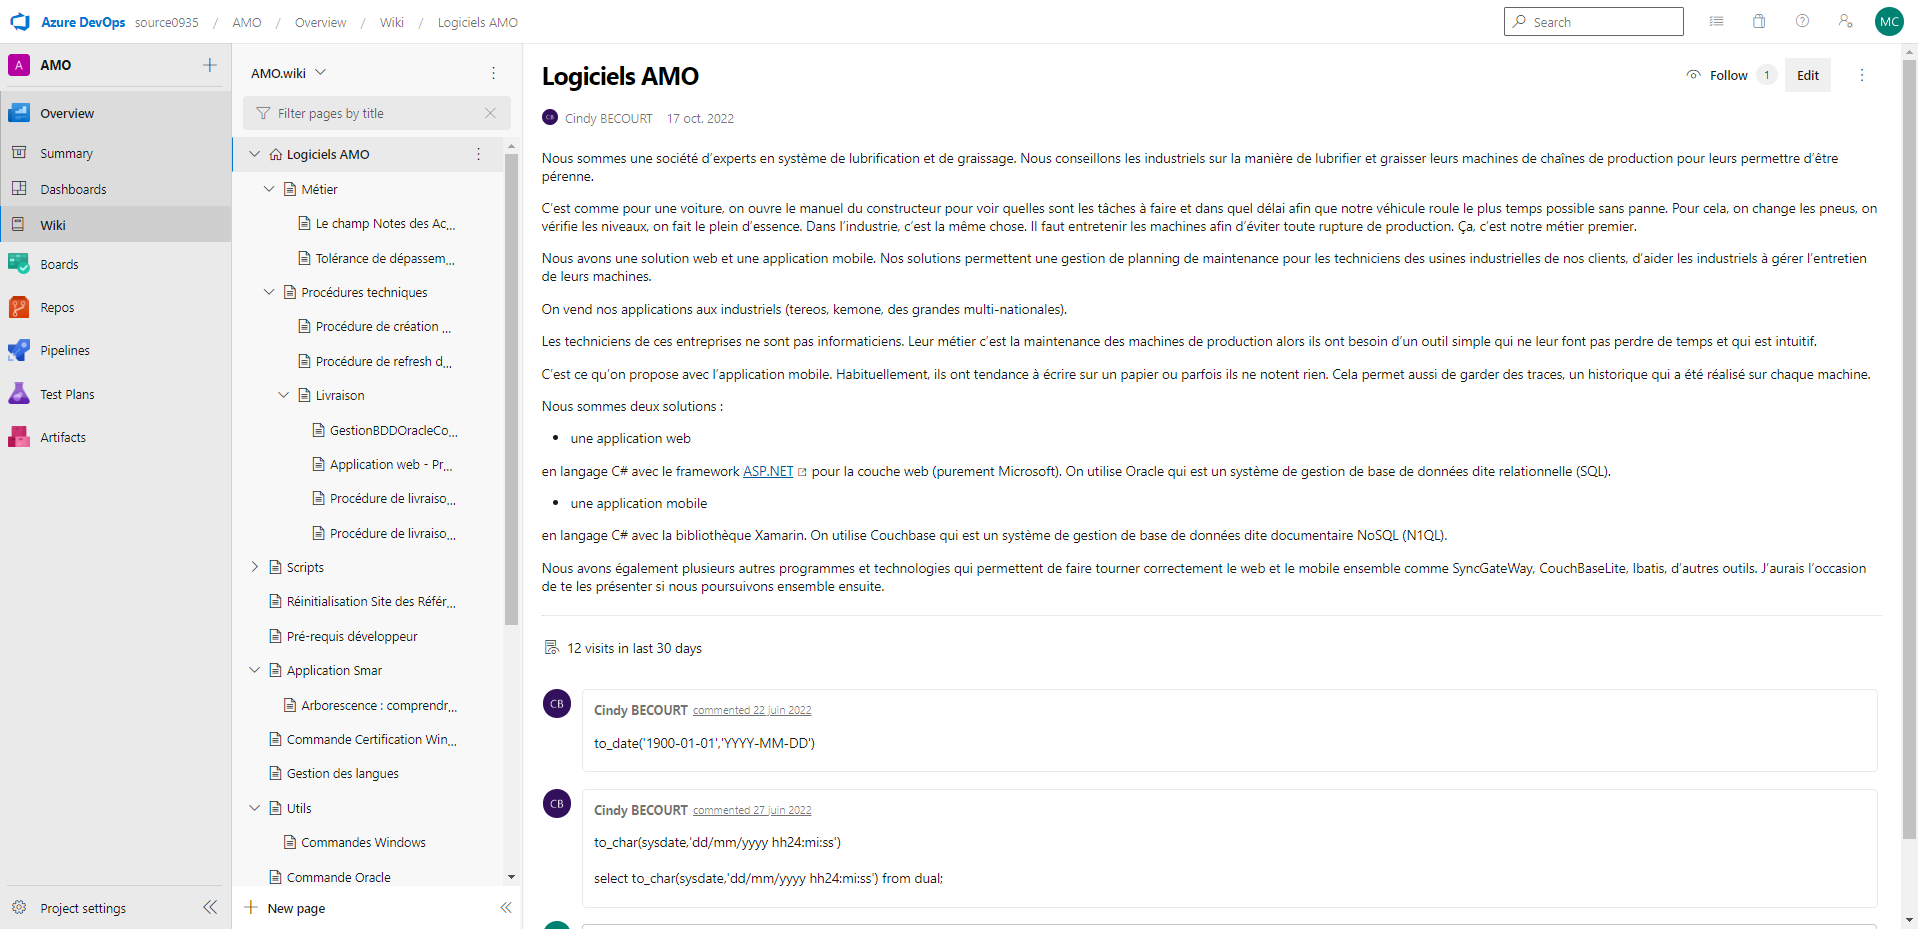 Azure DevOps source0935 / AMO / Overview / Wiki / Logiciels AMO
Search
MC
A AMO
Overview
Summary
Dashboards
Wiki
Boards
Repos
Pipelines
Test Plans
Artifacts
Project settings
AMO.wiki
Filter pages by title
Logiciels AMO
Métier
Le champ Notes des Ac...
Tolérance de dépassem...
Procédures techniques
Procédure de création ...
Procédure de refresh d...
Livraison
GestionBDDOracleCo...
Application web - Pr...
Procédure de livraiso...
Procédure de livraiso...
Scripts
Réinitialisation Site des Référ...
Pré-requis développeur
Application Smar
Arborescence : comprendr...
Commande Certification Win...
Gestion des langues
Utils
Commandes Windows
Commande Oracle
New page
Logiciels AMO
Follow 1 Edit
CB Cindy BECOURT 17 oct. 2022
Nous sommes une société d'experts en système de lubrification et de graissage. Nous conseillons les industriels sur la manière de lubrifier et graisser leurs machines de chaînes de production pour leurs permettre d'être
pérenne.
C'est comme pour une voiture, on ouvre le manuel du constructeur pour voir quelles sont les tâches à faire et dans quel délai afin que notre véhicule roule le plus temps possible sans panne. Pour cela, on change les pneus, on
vérifie les niveaux, on fait le plein d'essence. Dans l'industrie, c'est la même chose. Il faut entretenir les machines afin d'éviter toute rupture de production. Ça, c'est notre métier premier.
Nous avons une solution web et une application mobile. Nos solutions permettent une gestion de planning de maintenance pour les techniciens des usines industrielles de nos clients, d'aider les industriels à gérer l'entretien
de leurs machines.
On vend nos applications aux industriels (tereos, kemone, des grandes multi-nationales).
Les techniciens de ces entreprises ne sont pas informaticiens. Leur métier c'est la maintenance des machines de production alors ils ont besoin d'un outil simple qui ne leur font pas perdre de temps et qui est intuitif.
C'est ce qu'on propose avec l'application mobile. Habituellement, ils ont tendance à écrire sur un papier ou parfois ils ne notent rien. Cela permet aussi de garder des traces, un historique qui a été réalisé sur chaque machine.
Nous sommes deux solutions :
• une application web
en langage C# avec le framework ASP.NET pour la couche web (purement Microsoft). On utilise Oracle qui est un système de gestion de base de données dite relationnelle (SQL).
• une application mobile
en langage C# avec la bibliothèque Xamarin. On utilise Couchbase qui est un système de gestion de base de données dite documentaire NoSQL (N1QL).
Nous avons également plusieurs autres programmes et technologies qui permettent de faire tourner correctement le web et le mobile ensemble comme SyncGateWay, CouchBaseLite, Ibatis, d'autres outils. J'aurais l'occasion
de te les présenter si nous poursuivons ensemble ensuite.
12 visits in last 30 days
CB
Cindy BECOURT commented 22 juin 2022
to_date('1900-01-01','YYYY-MM-DD')
CB
Cindy BECOURT commented 27 juin 2022
to_char(sysdate,'dd/mm/yyyy hh24:mi:ss')
select to_char(sysdate,'dd/mm/yyyy hh24:mi:ss') from dual;